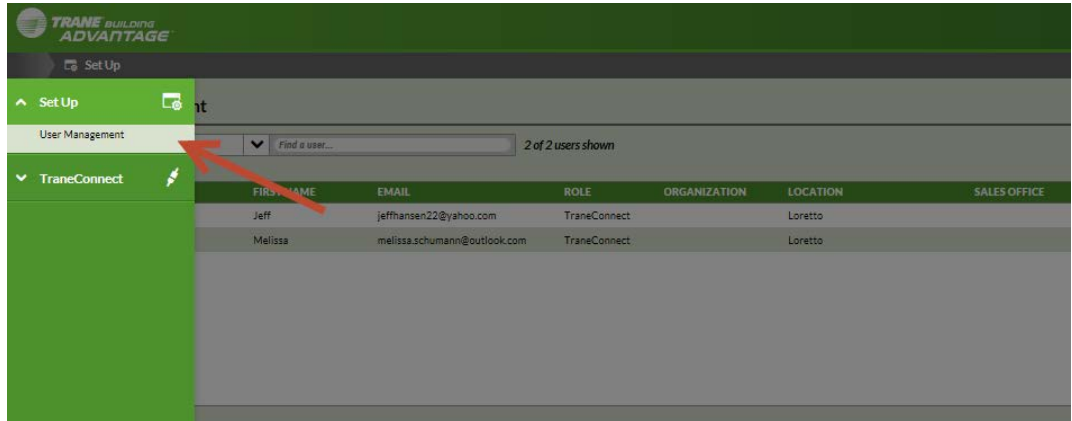 TRANE BUILDING
ADVANTAGE
Set Up
Set Up
nt
User Management
Find a user...
2 of 2 users shown
TraneConnect
FIRST NAME EMAIL ROLE ORGANIZATION LOCATION SALES OFFICE
Jeff jeffhansen22@yahoo.com TraneConnect Loretto
Melissa melissa.schumann@outlook.com TraneConnect Loretto